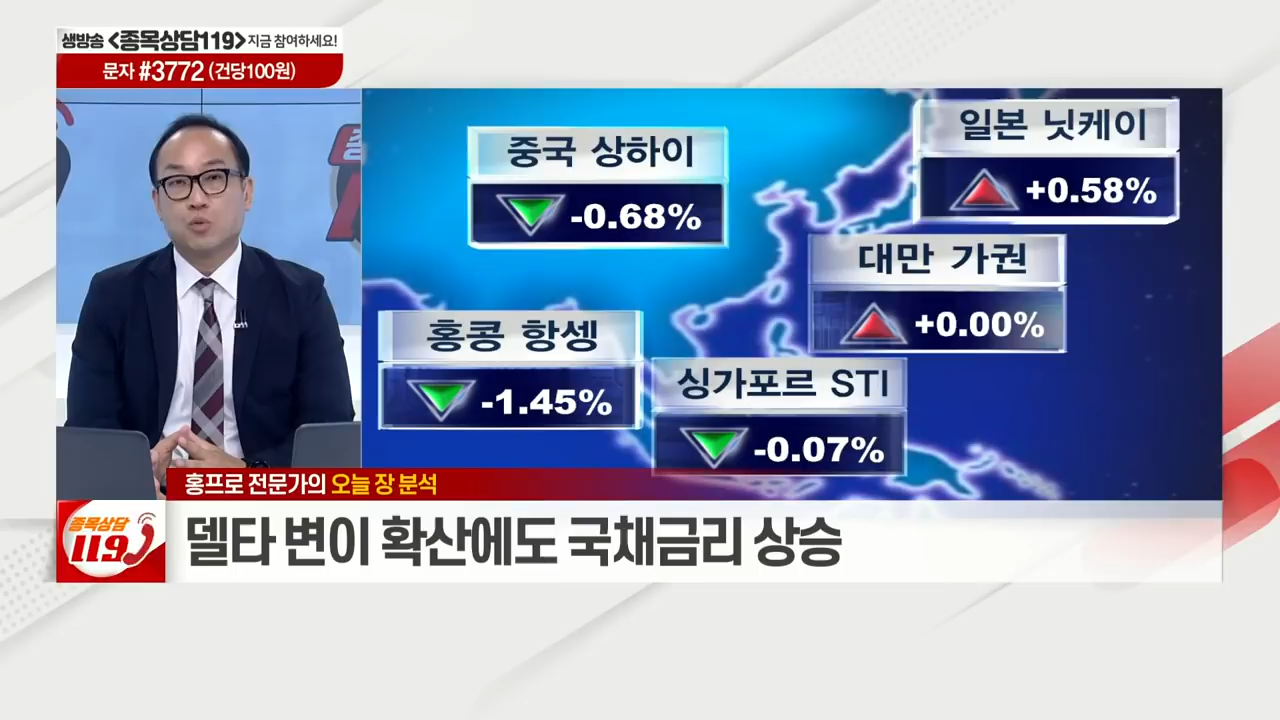 생방송 <종목상담119> 지금 참여하세요!
문자 #3772 (건당100원)
중국 상하이
-0.68%
일본 닛케이
+0.58%
대만 가권
+0.00%
홍콩 항셍
-1.45%
싱가포르 STI
-0.07%
홍프로 전문가의 오늘 장 분석
종목상담
119
델타 변이 확산에도 국채금리 상승